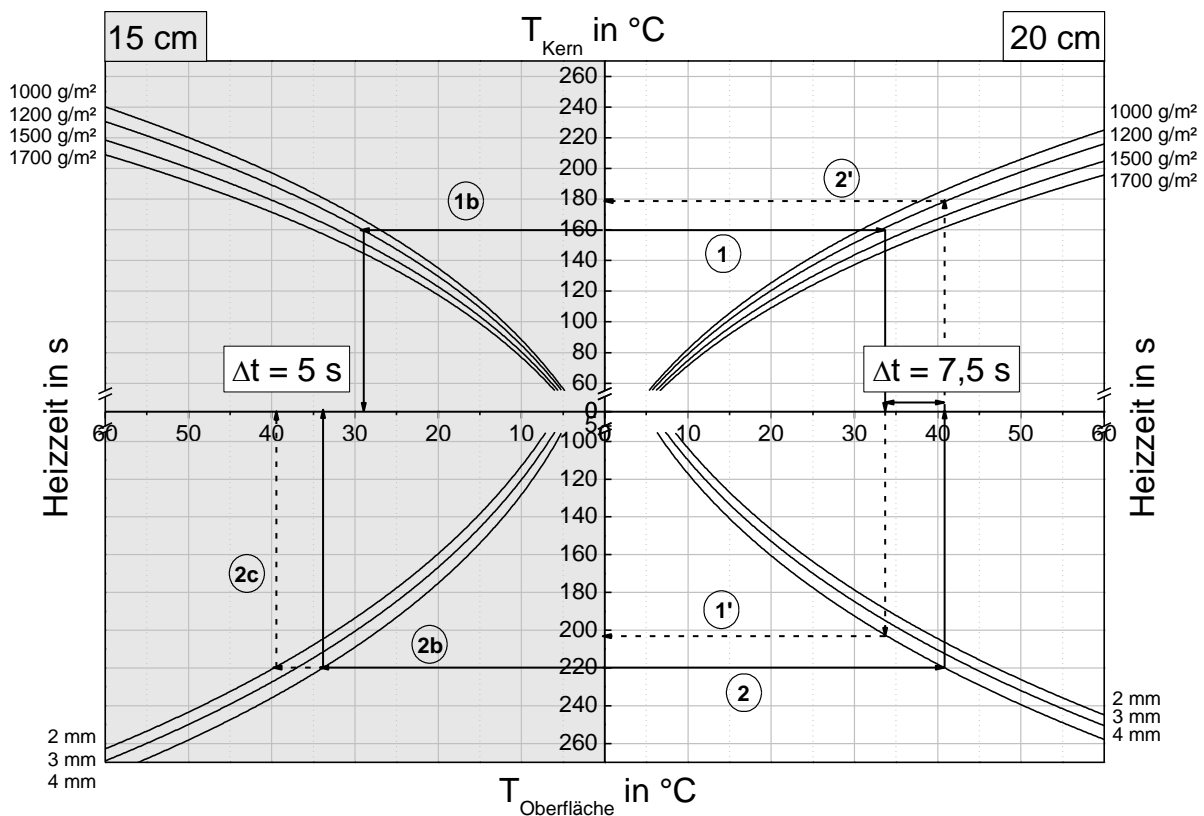 15 cm
T_Kern in °C
20 cm
1000 g/m²
1200 g/m²
1500 g/m²
1700 g/m²
260
240
220
200
180
160
140
120
100
80
60
1000 g/m²
1200 g/m²
1500 g/m²
1700 g/m²
1b
2'
1
Δt = 5 s
Δt = 7,5 s
Heizzeit in s
Heizzeit in s
0
60 50 40 30 20 10 0 10 20 30 40 50 60
100
120
140
160
180
200
220
240
260
2c
2b
1'
2
2 mm
3 mm
4 mm
2 mm
3 mm
4 mm
T_Oberfläche in °C